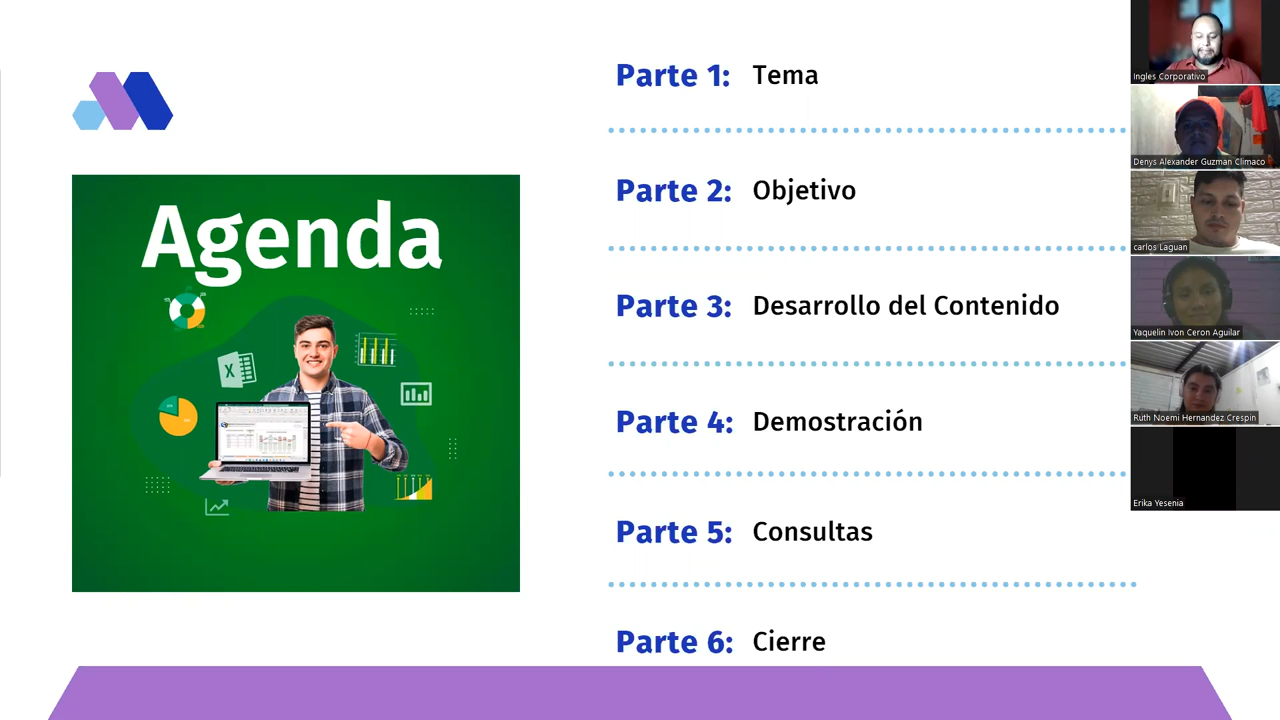 Agenda
Parte 1: Tema
Parte 2: Objetivo
Parte 3: Desarrollo del Contenido
Parte 4: Demostración
Parte 5: Consultas
Parte 6: Cierre
Ingles Corporativo
Denys Alexander Guzman Climaco
carlos Laguan
Yaquelin Ivon Ceron Aguilar
Ruth Noemi Hernandez Crespin
Erika Yesenia